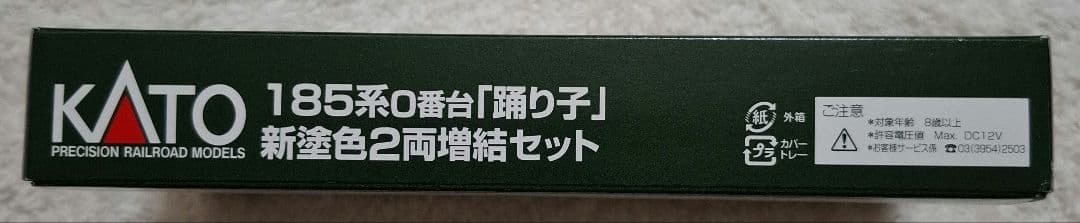 KATO
PRECISION RAILROAD MODELS
185系0番台「踊り子」
新塗色2両増結セット
紙 外箱
プラ カバー
トレー
ご注意
*対象年齢 8歳以上
*許容電圧値 Max. DC12V
*お客様サービス係 ☎03(3954)2503